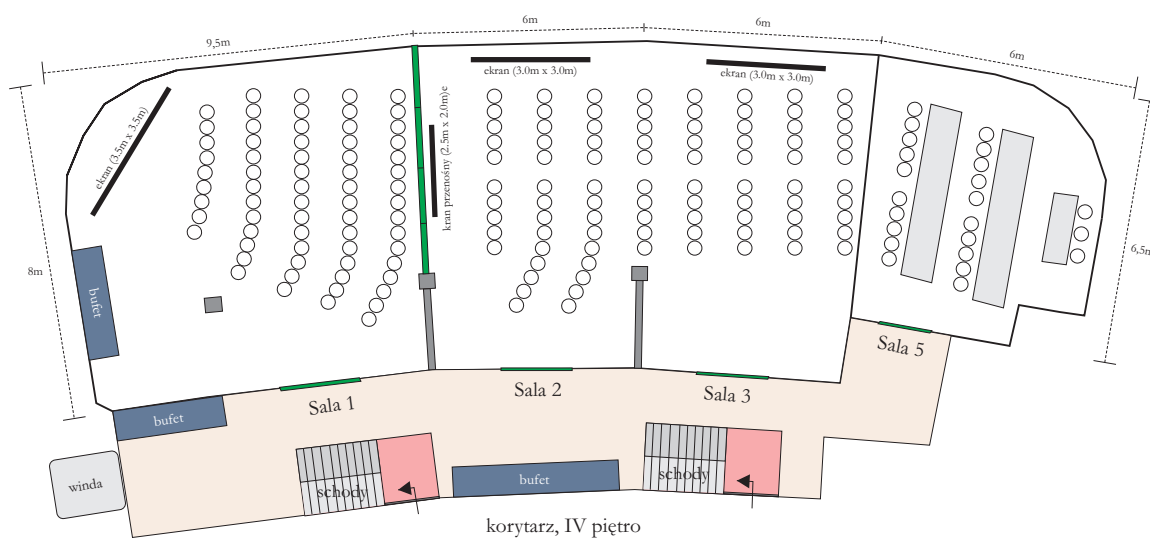 6m
6m
9,5m
6m
ekran (3.0m x 3.0m)
ekran (3.0m x 3.0m)
ekran (3.5m x 3.5m)
kran przenośny (2.5m x 2.0m)e
8m
6,5m
bufet
Sala 5
Sala 2
Sala 3
Sala 1
bufet
schody
bufet
schody
winda
korytarz, IV piętro